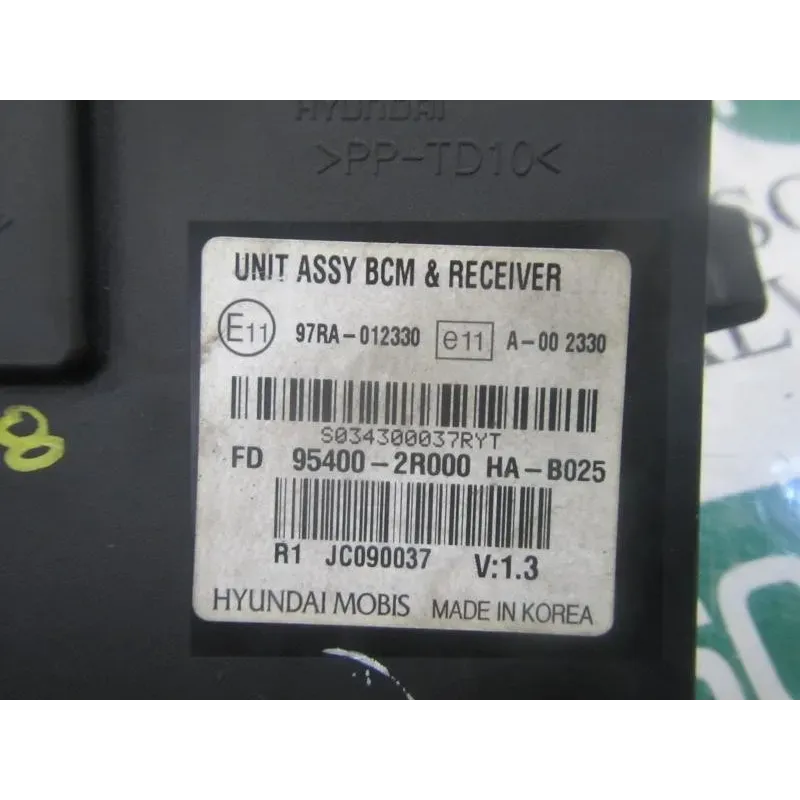 HYUNDAI
>PP-TD10<
UNIT ASSY BCM & RECEIVER
E11 97RA-012330 e11 A-00 2330
S034300037RYT
FD 95400-2R000 HA-B025
R1 JC090037 V:1.3
HYUNDAI MOBIS MADE IN KOREA
8